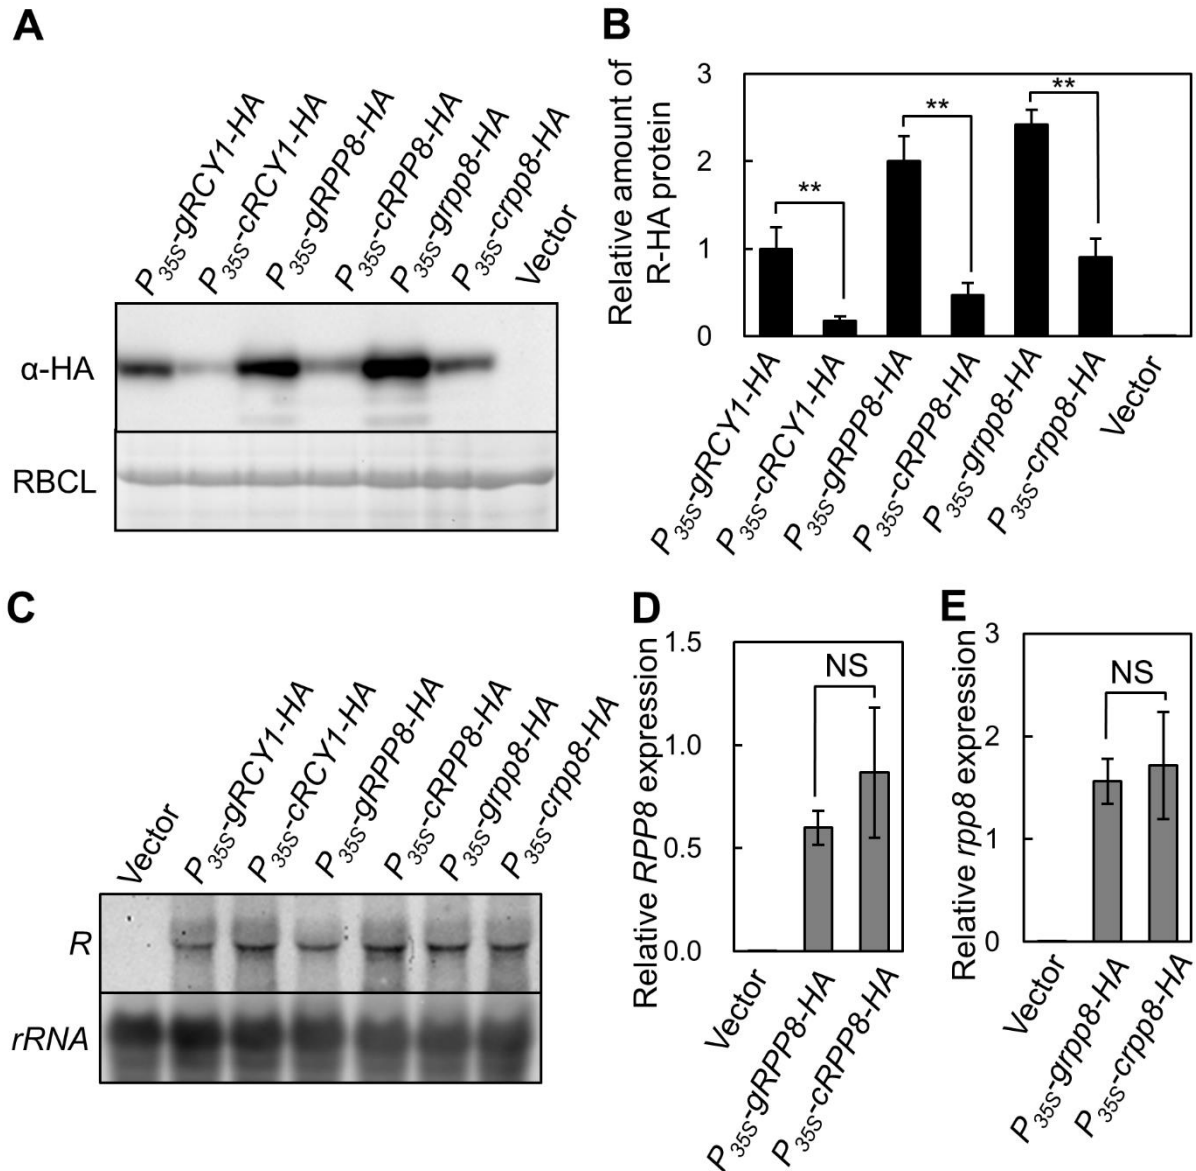 A
P35S-gRCY1-HA
P35S-cRCY1-HA
P35S-gRPP8-HA
P35S-cRPP8-HA
P35S-grpp8-HA
P35S-crpp8-HA
Vector
α-HA
RBCL
B
Relative amount of
R-HA protein
3
2
1
0
**
**
**
P35S-gRCY1-HA
P35S-cRCY1-HA
P35S-gRPP8-HA
P35S-cRPP8-HA
P35S-grpp8-HA
P35S-crpp8-HA
Vector
C
Vector
P35S-gRCY1-HA
P35S-cRCY1-HA
P35S-gRPP8-HA
P35S-cRPP8-HA
P35S-grpp8-HA
P35S-crpp8-HA
R
rRNA
D
Relative RPP8 expression
1.5
1.0
0.5
0.0
NS
Vector
P35S-gRPP8-HA
P35S-cRPP8-HA
E
Relative rpp8 expression
3
2
1
0
NS
Vector
P35S-grpp8-HA
P35S-crpp8-HA